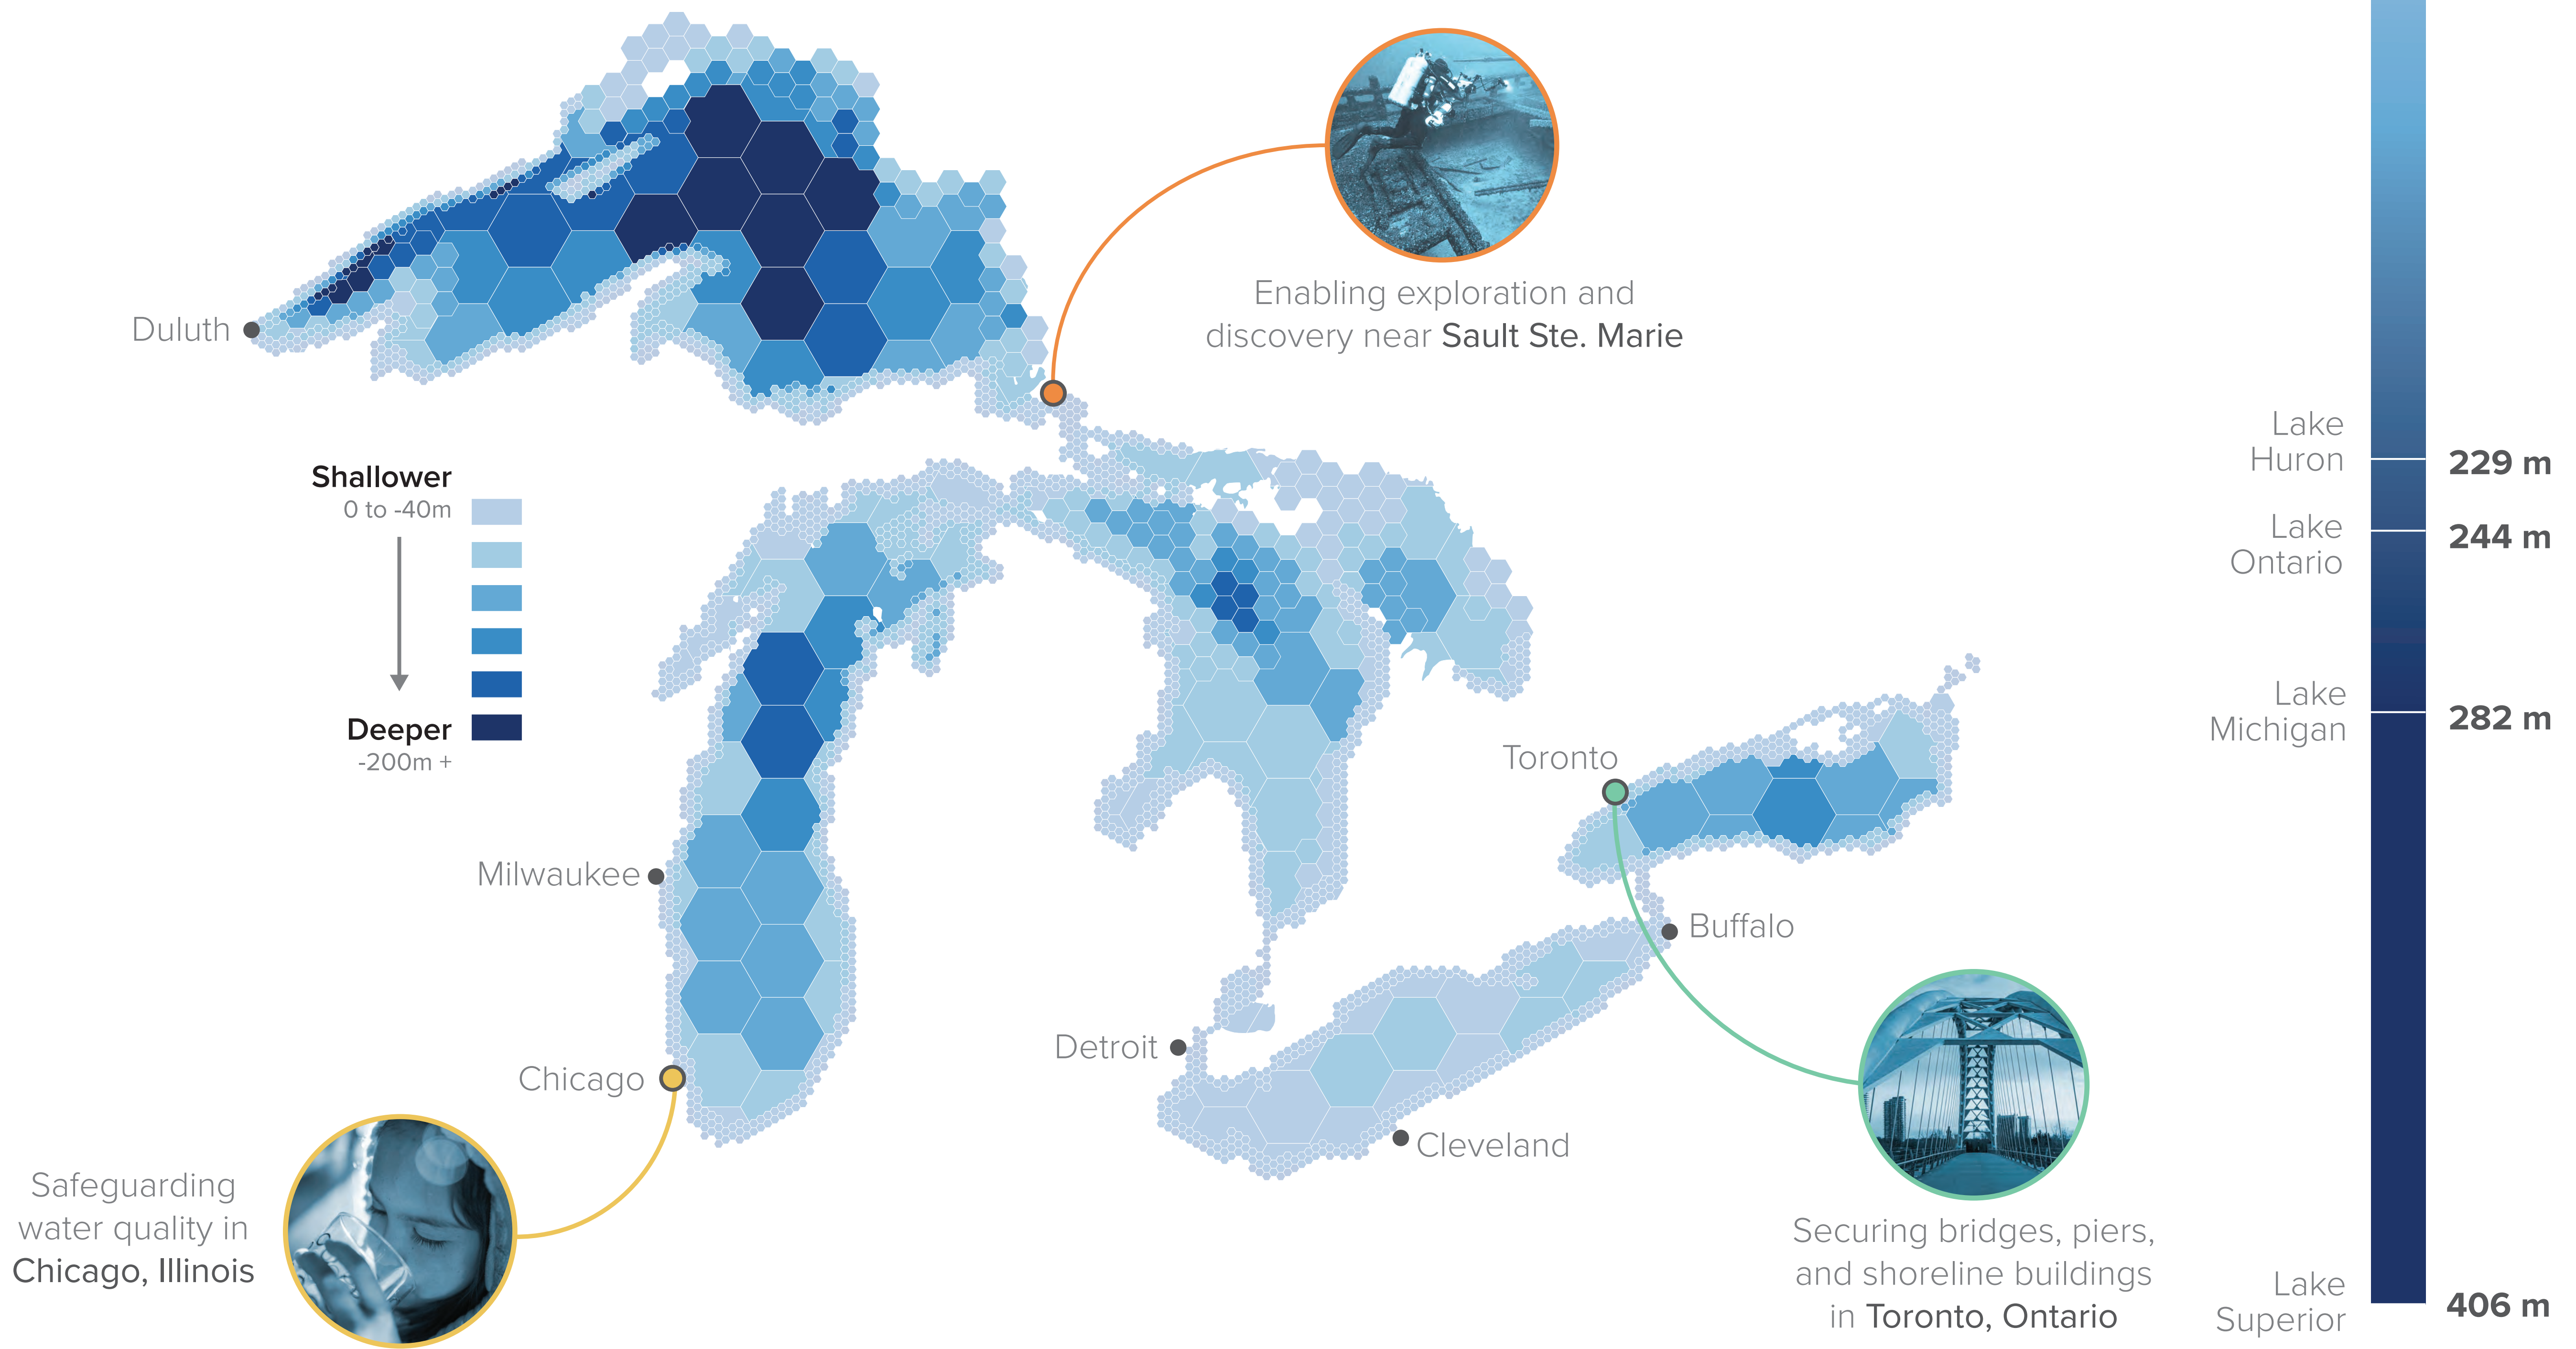 Enabling exploration and
discovery near Sault Ste. Marie
Duluth
Shallower
0 to -40m
Deeper
-200m +
Milwaukee
Chicago
Safeguarding
water quality in
Chicago, Illinois
Toronto
Buffalo
Detroit
Cleveland
Securing bridges, piers,
and shoreline buildings
in Toronto, Ontario
Lake
Huron
229 m
Lake
Ontario
244 m
Lake
Michigan
282 m
Lake
Superior
406 m